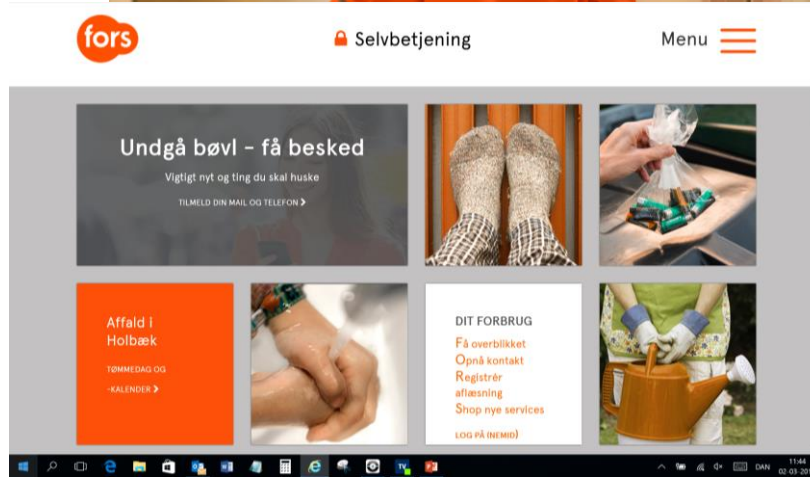 fors
Selvbetjening
Menu
Undgå bøvl - få besked
Vigtigt nyt og ting du skal huske
TILMELD DIN MAIL OG TELEFON >
Affald i
Holbæk
TØMMEDAG OG
-KALENDER >
DIT FORBRUG
Få overblikket
Opnå kontakt
Registrér
aflæsning
Shop nye services
LOG PÅ (NEMID)
DAN
11:44